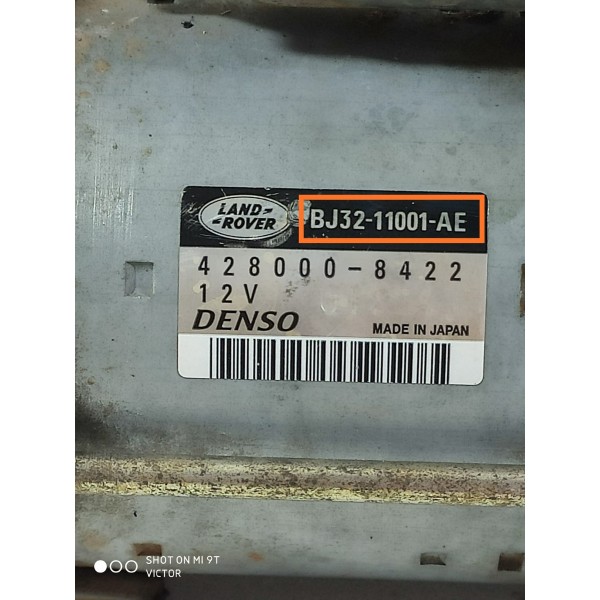 LAND
ROVER
BJ32-11001-AE
428000-8422
12V
DENSO
MADE IN JAPAN
SHOT ON MI 9T
VICTOR